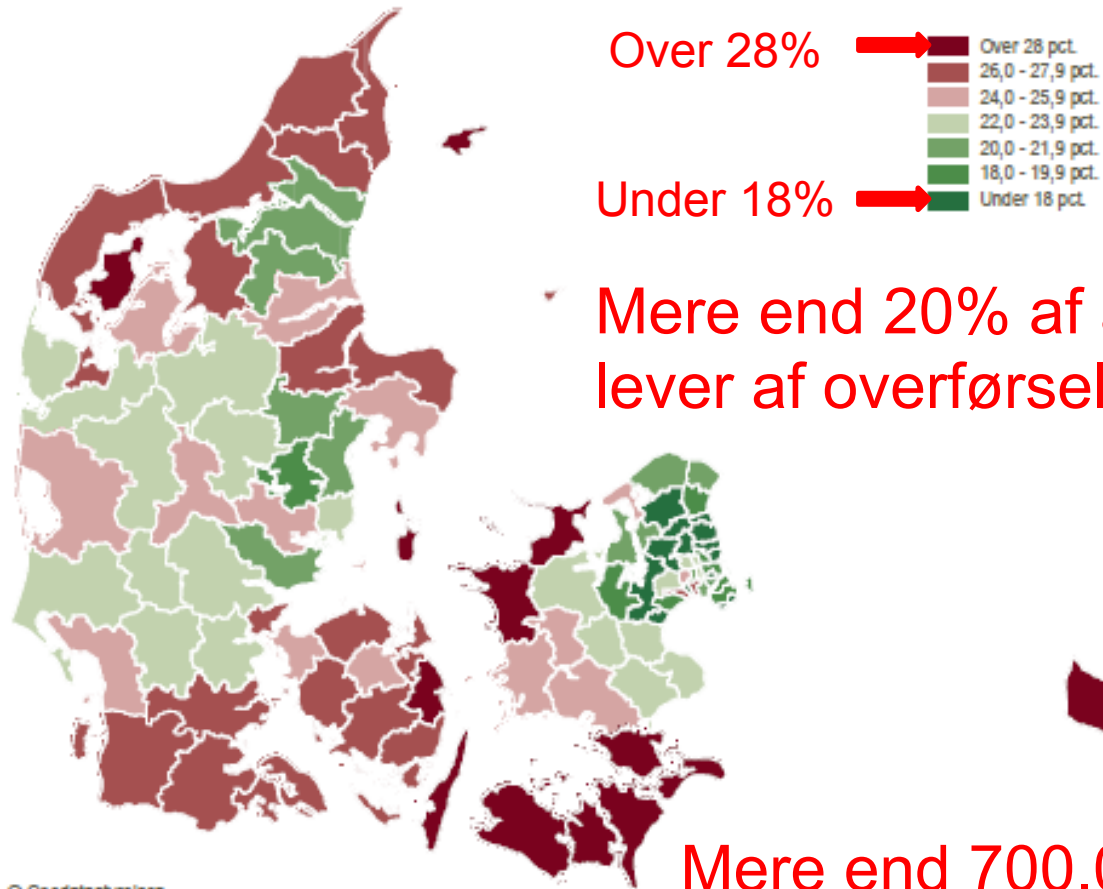 Over 28%
Over 28 pct.
26,0 - 27,9 pct.
24,0 - 25,9 pct.
22,0 - 23,9 pct.
20,0 - 21,9 pct.
18,0 - 19,9 pct.
Under 18 pct.
Under 18%
Mere end 20% af
lever af overførsel
Mere end 700.0